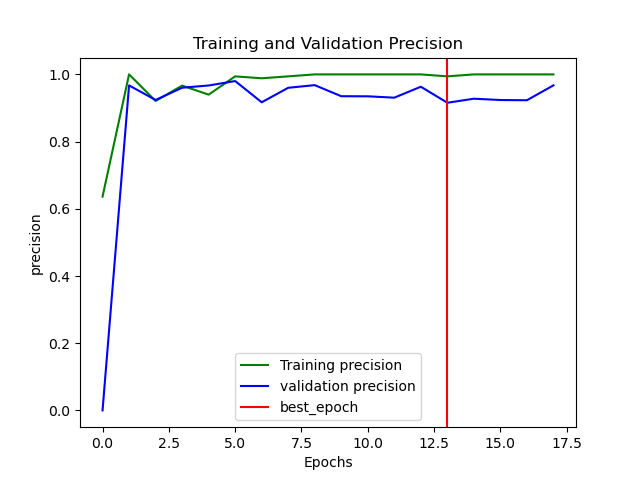 Training and Validation Precision
precision
1.0
0.8
0.6
0.4
0.2
0.0
Training precision
validation precision
best_epoch
0.0 2.5 5.0 7.5 10.0 12.5 15.0 17.5
Epochs